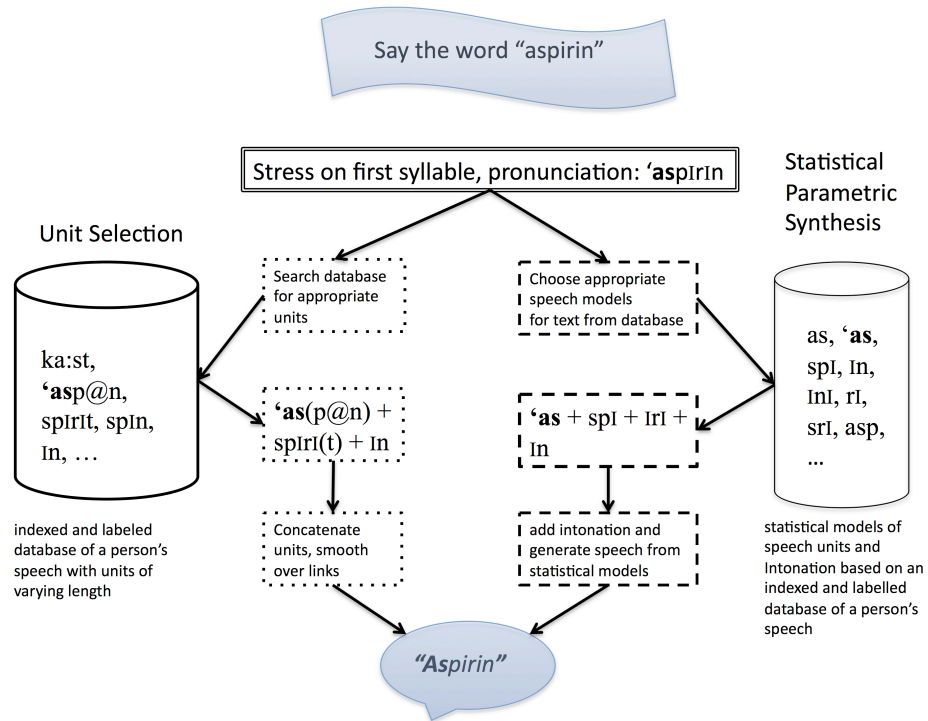 Say the word “aspirin”
Stress on first syllable, pronunciation: ‘aspIrIn
Statistical
Parametric
Synthesis
Unit Selection
Search database
for appropriate
units
Choose appropriate
speech models
for text from database
ka:st,
‘asp@n,
spIrIt, spIn,
In, …
as, ‘as,
spI, In,
InI, rI,
srI, asp,
...
‘as(p@n) +
spIrI(t) + In
‘as + spI + IrI +
In
indexed and labeled
database of a person’s
speech with units of
varying length
Concatenate
units, smooth
over links
add intonation and
generate speech from
statistical models
statistical models of
speech units and
Intonation based on an
indexed and labelled
database of a person’s
speech
“Aspirin”